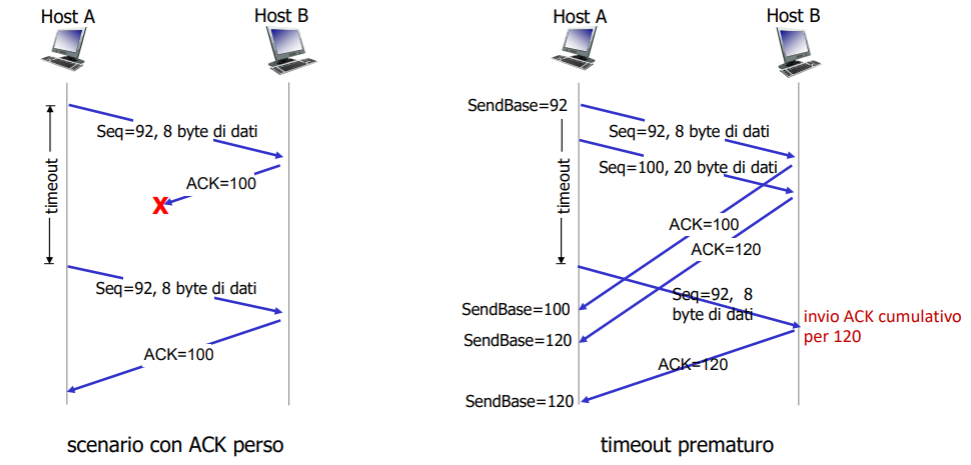 Host A
Host B
timeout
Seq=92, 8 byte di dati
ACK=100
X
Seq=92, 8 byte di dati
ACK=100
scenario con ACK perso
Host A
Host B
SendBase=92
timeout
Seq=92, 8 byte di dati
Seq=100, 20 byte di dati
ACK=100
ACK=120
Seq=92, 8
byte di dati
SendBase=100
SendBase=120
invio ACK cumulativo
per 120
ACK=120
SendBase=120
timeout prematuro